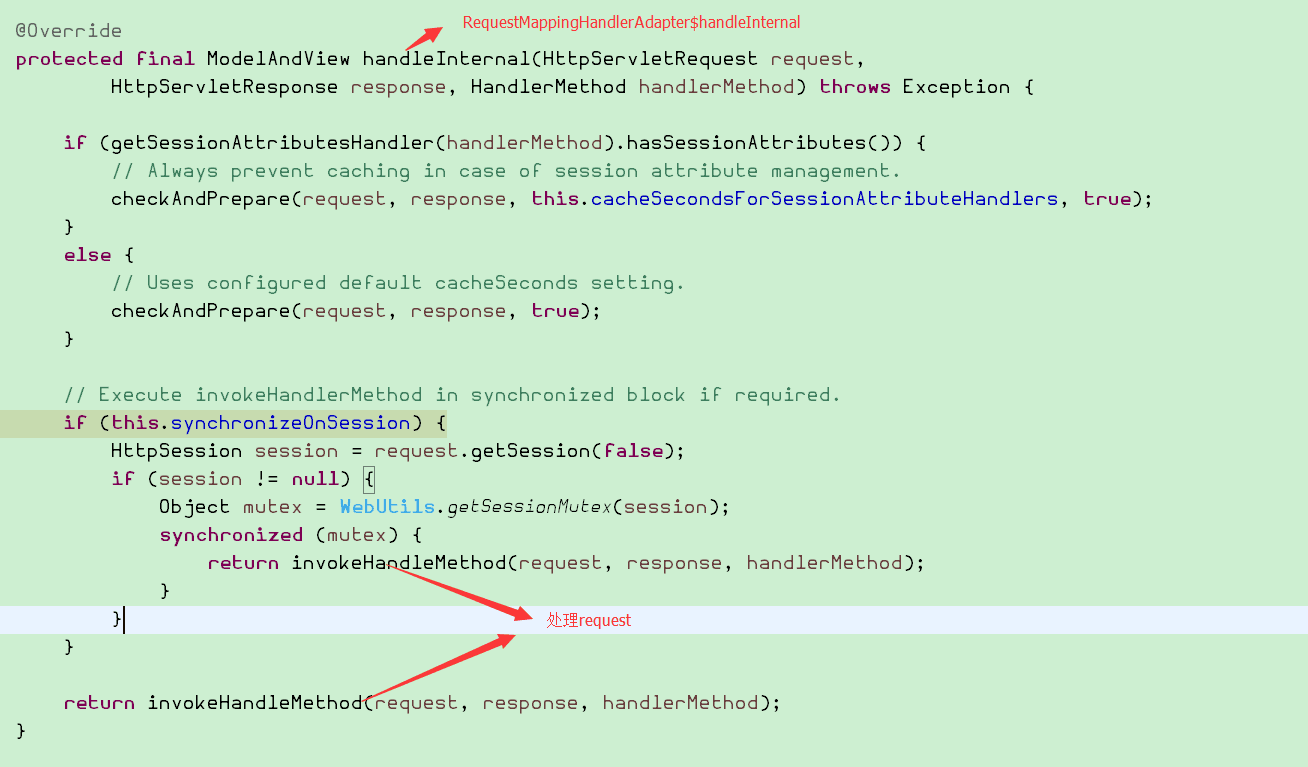 @Override
RequestMappingHandlerAdapter$handleInternal
protected final ModelAndView handleInternal(HttpServletRequest request,
        HttpServletResponse response, HandlerMethod handlerMethod) throws Exception {
    if (getSessionAttributesHandler(handlerMethod).hasSessionAttributes()) {
        // Always prevent caching in case of session attribute management.
        checkAndPrepare(request, response, this.cacheSecondsForSessionAttributeHandlers, true);
    }
    else {
        // Uses configured default cacheSeconds setting.
        checkAndPrepare(request, response, true);
    }
    // Execute invokeHandlerMethod in synchronized block if required.
    if (this.synchronizeOnSession) {
        HttpSession session = request.getSession(false);
        if (session != null) {
            Object mutex = WebUtils.getSessionMutex(session);
            synchronized (mutex) {
                return invokeHandleMethod(request, response, handlerMethod);
            }
        }
处理request
    }
    return invokeHandleMethod(request, response, handlerMethod);
}